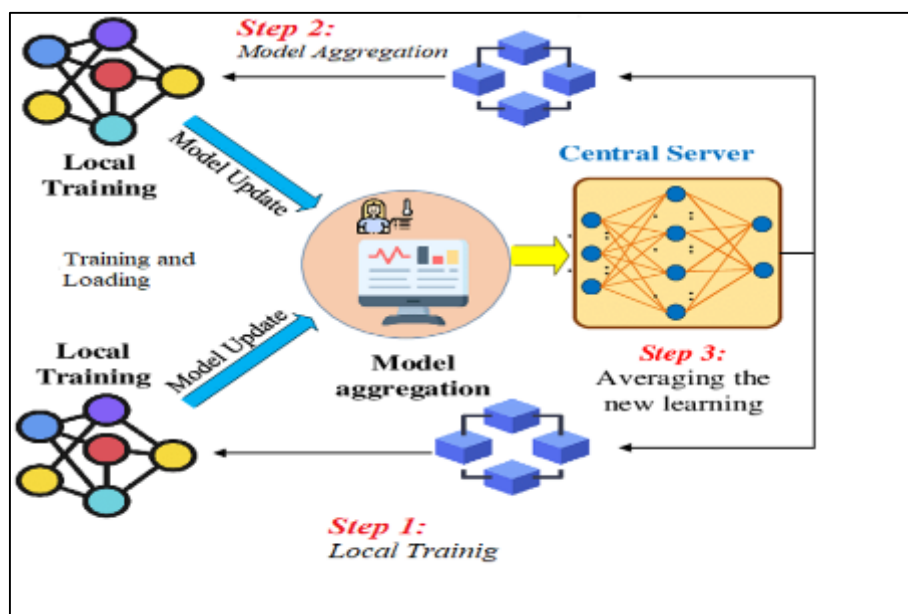 Step 2:
Model Aggregation
Local
Training
Model Update
Central Server
Training and
Loading
Local
Training
Model Update
Model
aggregation
Step 3:
Averaging the
new learning
Step 1:
Local Trainig